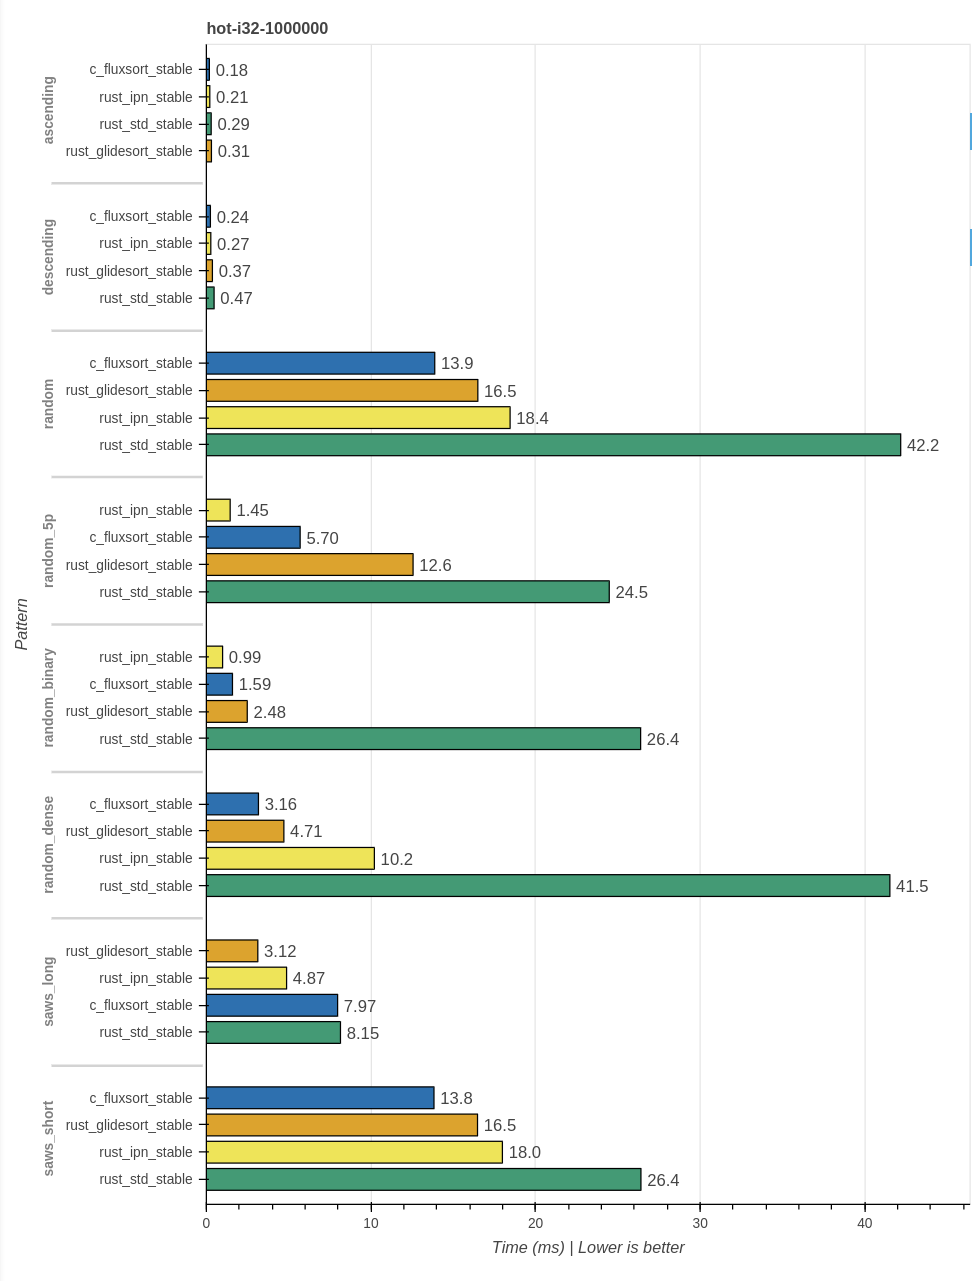 hot-i32-1000000
Pattern
ascending
c_fluxsort_stable 0.18
rust_ipn_stable 0.21
rust_std_stable 0.29
rust_glidesort_stable 0.31
descending
c_fluxsort_stable 0.24
rust_ipn_stable 0.27
rust_glidesort_stable 0.37
rust_std_stable 0.47
random
c_fluxsort_stable 13.9
rust_glidesort_stable 16.5
rust_ipn_stable 18.4
rust_std_stable 42.2
random_5p
rust_ipn_stable 1.45
c_fluxsort_stable 5.70
rust_glidesort_stable 12.6
rust_std_stable 24.5
random_binary
rust_ipn_stable 0.99
c_fluxsort_stable 1.59
rust_glidesort_stable 2.48
rust_std_stable 26.4
random_dense
c_fluxsort_stable 3.16
rust_glidesort_stable 4.71
rust_ipn_stable 10.2
rust_std_stable 41.5
saws_long
rust_glidesort_stable 3.12
rust_ipn_stable 4.87
c_fluxsort_stable 7.97
rust_std_stable 8.15
saws_short
c_fluxsort_stable 13.8
rust_glidesort_stable 16.5
rust_ipn_stable 18.0
rust_std_stable 26.4
0 10 20 30 40
Time (ms) | Lower is better